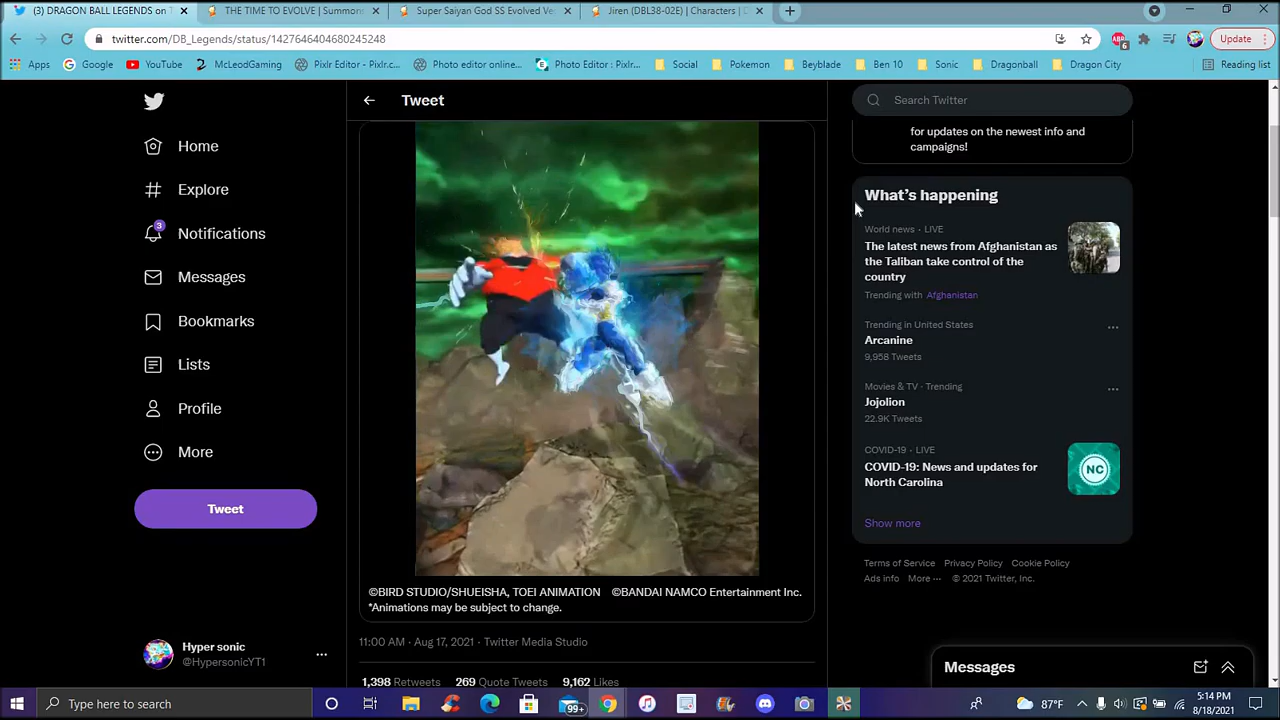 (3) DRAGON BALL LEGENDS on T
THE TIME TO EVOLVE | Summons
Super Saiyan God SS Evolved Ve
Jiren (DBL38-02E) | Characters | D
twitter.com/DB_Legends/status/1427646404680245248
ABP
6
Update
Apps
Google
YouTube
McLeodGaming
Pixlr Editor - Pixlr.c...
Photo editor online...
Photo Editor : Pixlr...
Social
Pokemon
Beyblade
Ben 10
Sonic
Dragonball
Dragon City
Reading list
Home
Explore
3
Notifications
Messages
Bookmarks
Lists
Profile
More
Tweet
Hyper sonic
@HypersonicYT1
Tweet
©BIRD STUDIO/SHUEISHA, TOEI ANIMATION ©BANDAI NAMCO Entertainment Inc.
*Animations may be subject to change.
11:00 AM · Aug 17, 2021 · Twitter Media Studio
1,398 Retweets 269 Quote Tweets 9,162 Likes
Search Twitter
for updates on the newest info and
campaigns!
What's happening
World news · LIVE
The latest news from Afghanistan as
the Taliban take control of the
country
Trending with Afghanistan
Trending in United States
Arcanine
9,958 Tweets
Movies & TV · Trending
Jojolion
22.9K Tweets
COVID-19 · LIVE
COVID-19: News and updates for
North Carolina
NC
Show more
Terms of Service Privacy Policy Cookie Policy
Ads info More ··· © 2021 Twitter, Inc.
Messages
Type here to search
99+
87°F
5:14 PM
8/18/2021